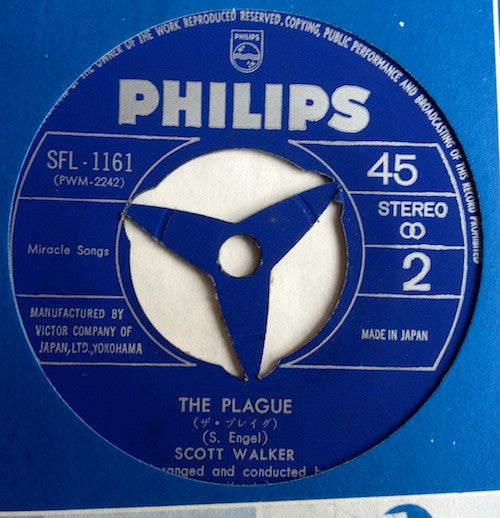 OF THE OWNER OF THE WORK REPRODUCED RESERVED. COPYING, PUBLIC PERFORMANCE AND BROADCASTING OF THIS RECORD PROHIBITED
PHILIPS
PHILIPS
SFL-1161
(PWM-2242)
45
STEREO
2
Miracle Songs
MANUFACTURED BY
VICTOR COMPANY OF
JAPAN, LTD., YOKOHAMA
MADE IN JAPAN
THE PLAGUE
(ザ・プレイグ)
(S. Engel)
SCOTT WALKER
ranged and conducted b